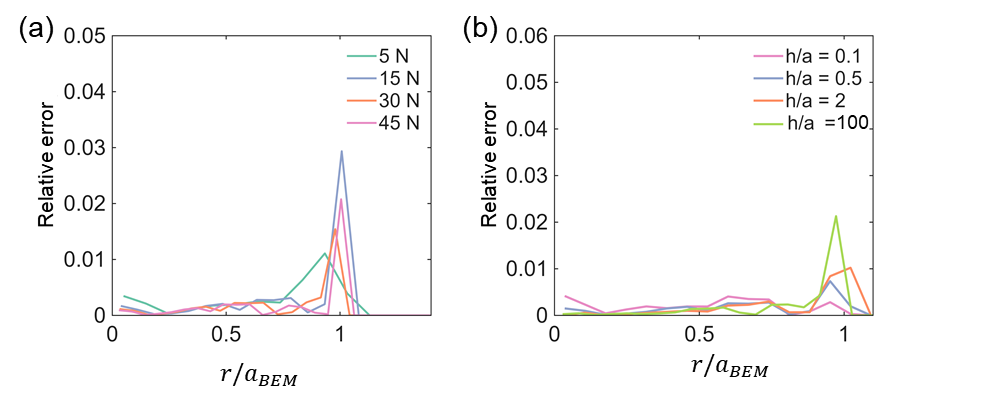 (a)
0.05
0.04
0.03
0.02
0.01
0
Relative error
5 N
15 N
30 N
45 N
0.5
1
r/a_BEM
(b)
0.06
0.05
0.04
0.03
0.02
0.01
0
Relative error
h/a = 0.1
h/a = 0.5
h/a = 2
h/a =100
0.5
1
r/a_BEM